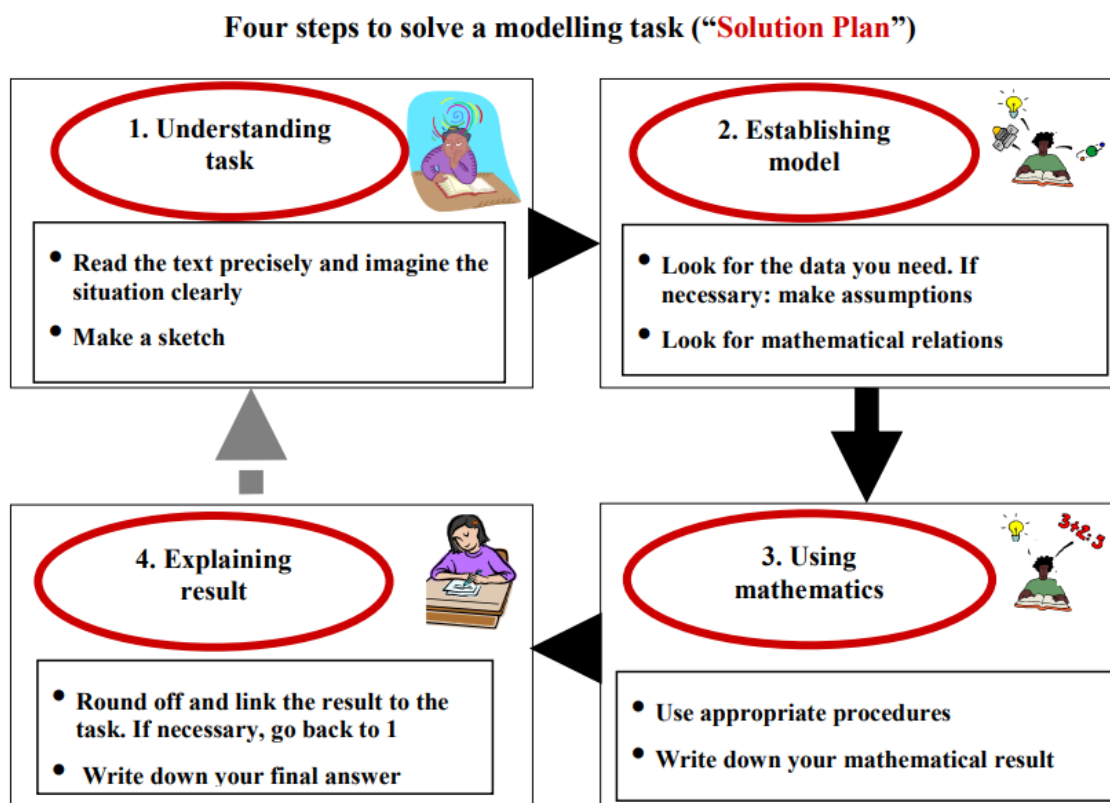 Four steps to solve a modelling task (“Solution Plan”)
1. Understanding
task
• Read the text precisely and imagine the
situation clearly
• Make a sketch
2. Establishing
model
• Look for the data you need. If
necessary: make assumptions
• Look for mathematical relations
3. Using
mathematics
3+2:3
• Use appropriate procedures
• Write down your mathematical result
4. Explaining
result
• Round off and link the result to the
task. If necessary, go back to 1
• Write down your final answer